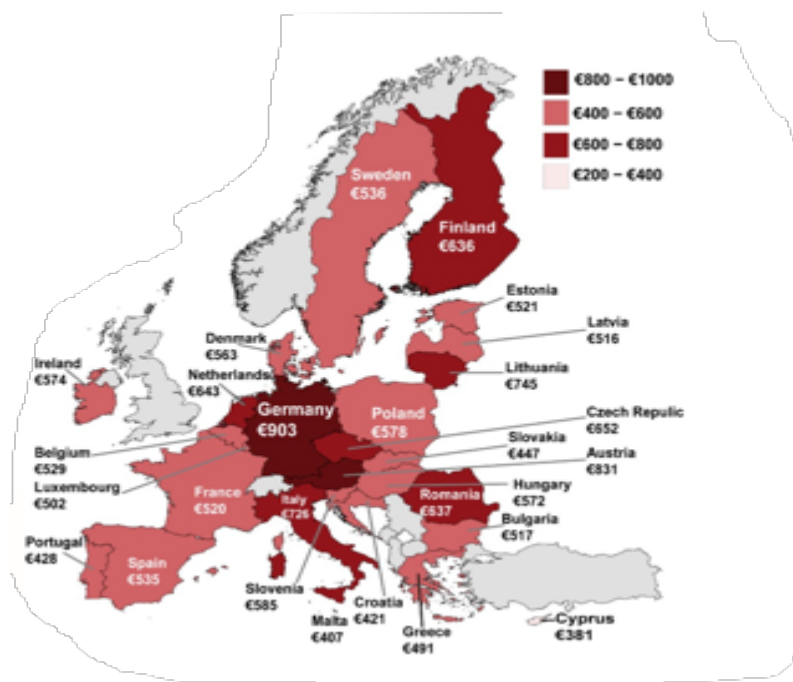 €800 – €1000
€400 – €600
€600 – €800
€200 – €400
Sweden
€536
Finland
€636
Estonia
€521
Latvia
€516
Lithuania
€745
Denmark
€563
Ireland
€574
Netherlands
€643
Germany
€903
Poland
€578
Czech Repulic
€652
Slovakia
€447
Austria
€831
Belgium
€529
Luxembourg
€502
France
€520
Italy
€726
Romania
€637
Hungary
€572
Bulgaria
€517
Portugal
€428
Spain
€535
Slovenia
€585
Malta
€407
Croatia
€421
Greece
€491
Cyprus
€381